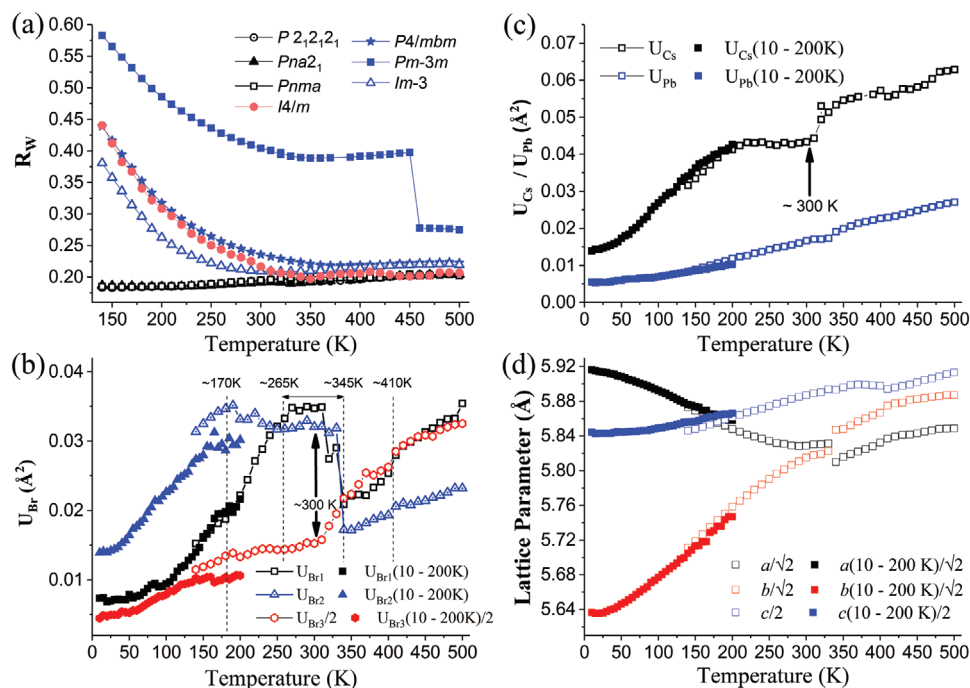 (a)
0.60
0.55
0.50
0.45
0.40
0.35
0.30
0.25
0.20
R_W
P 2₁2₁2₁
Pna2₁
Pnma
I4/m
P4/mbm
Pm-3m
Im-3
150 200 250 300 350 400 450 500
Temperature (K)
(c)
0.07
0.06
0.05
0.04
0.03
0.02
0.01
0.00
U_Cs / U_Pb (Å²)
U_Cs U_Cs(10 - 200K)
U_Pb U_Pb(10 - 200K)
~ 300 K
0 50 100 150 200 250 300 350 400 450 500
Temperature (K)
(b)
0.04
0.03
0.02
0.01
U_Br (Å²)
~170K ~265K ~345K ~410K
~300 K
U_Br1 U_Br1(10 - 200K)
U_Br2 U_Br2(10 - 200K)
U_Br3/2 U_Br3(10 - 200K)/2
0 50 100 150 200 250 300 350 400 450 500
Temperature (K)
(d)
5.92
5.88
5.84
5.80
5.76
5.72
5.68
5.64
Lattice Parameter (Å)
a/√2 a(10 - 200 K)/√2
b/√2 b(10 - 200 K)/√2
c/2 c(10 - 200 K)/2
0 50 100 150 200 250 300 350 400 450 500
Temperature (K)